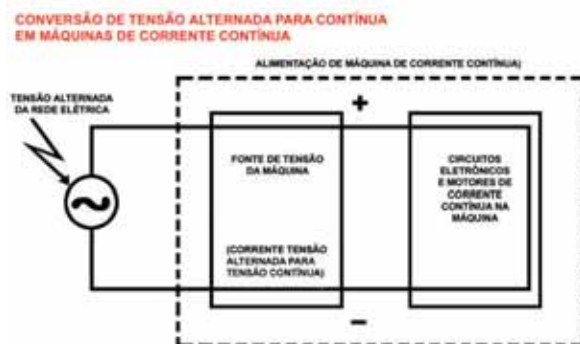 CONVERSÃO DE TENSÃO ALTERNADA PARA CONTÍNUA
EM MÁQUINAS DE CORRENTE CONTÍNUA
ALIMENTAÇÃO DE MÁQUINA DE CORRENTE CONTÍNUA)
TENSÃO ALTERNADA
DA REDE ELÉTRICA
+
FONTE DE TENSÃO
DA MÁQUINA
(CORRENTE TENSÃO
ALTERNADA PARA
TENSÃO CONTÍNUA)
CIRCUITOS
ELETRÔNICOS
E MOTORES DE
CORRENTE
CONTÍNUA NA
MÁQUINA
−